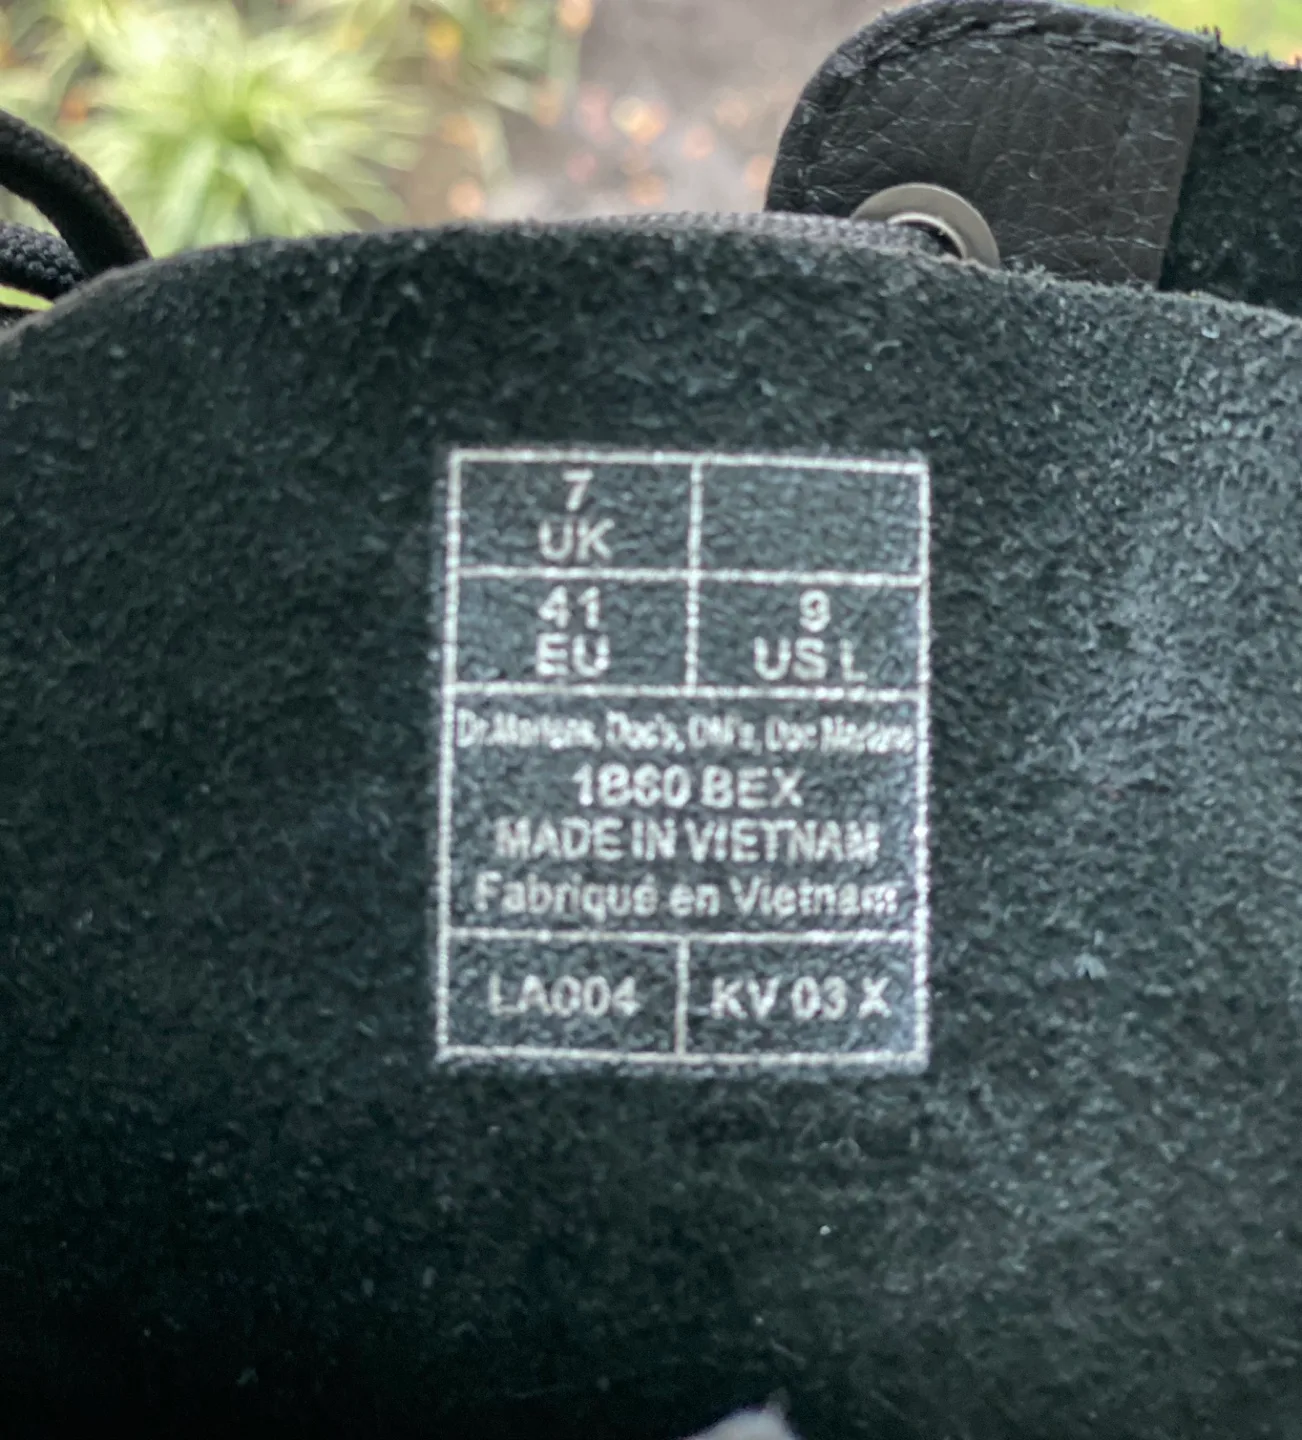 7
UK
41
EU
9
US L
Dr.Martens, Doc's, DM's, Doc Martens
1B60 BEX
MADE IN VIETNAM
Fabriqué en Vietnam
LA004
KV 03 X